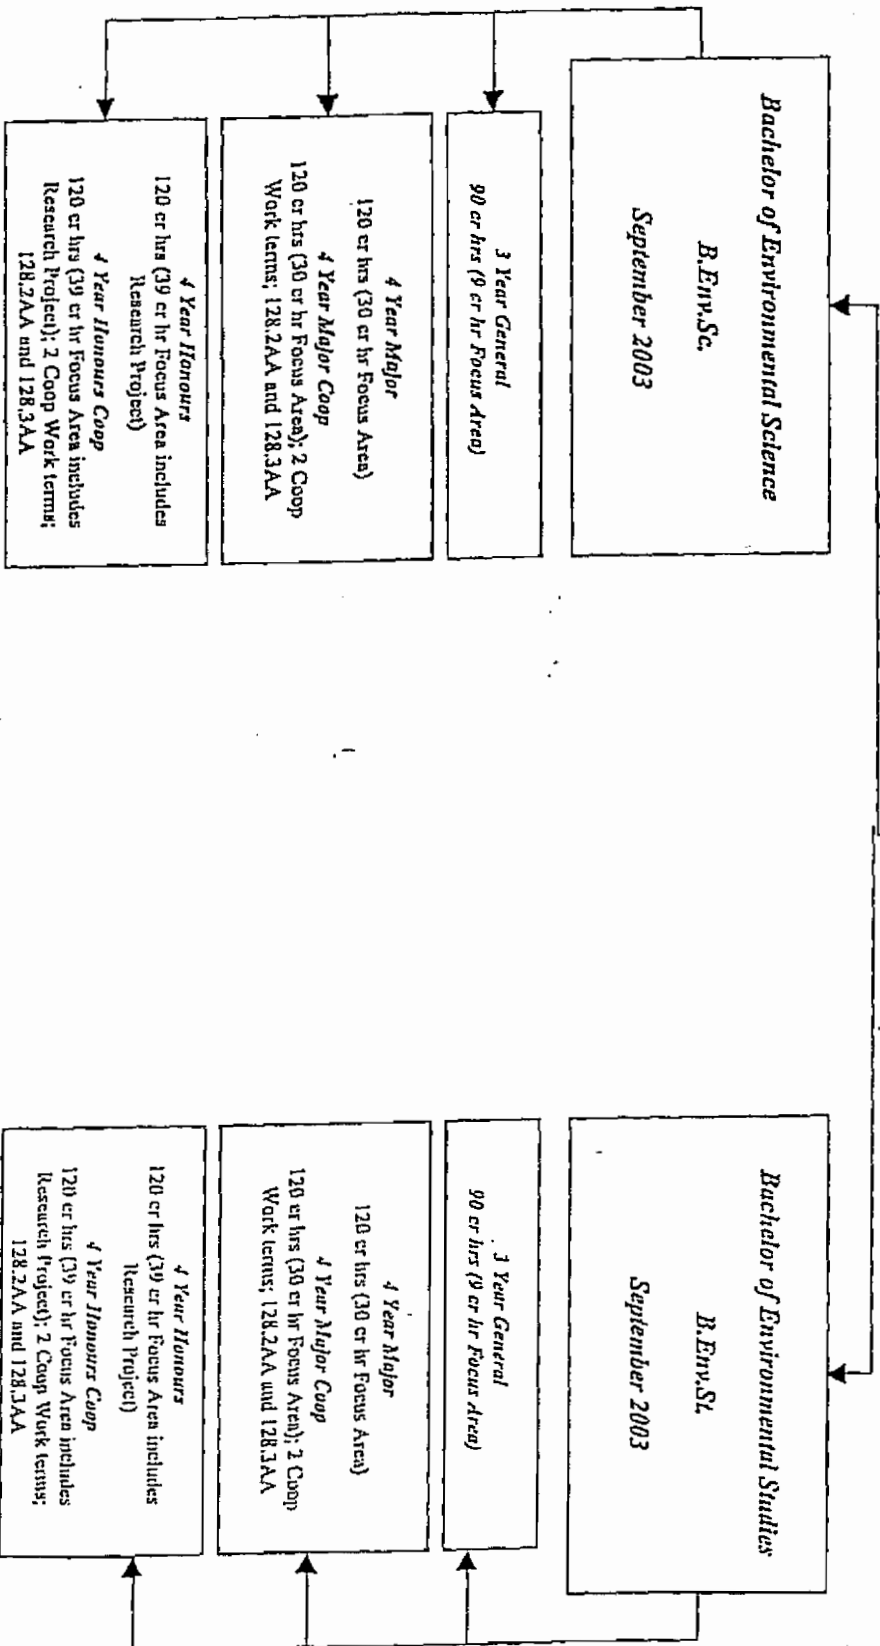 Bachelor of Environmental Science
B.Env.Sc.
September 2003
3 Year General
90 cr hrs (9 cr hr Focus Area)
4 Year Major
120 cr hrs (30 cr hr Focus Area)
4 Year Major Coop
120 cr hrs (30 cr hr Focus Area); 2 Coop
Work terms; 128.2AA and 128.3AA
4 Year Honours
120 cr hrs (39 cr hr Focus Area includes
Research Project)
4 Year Honours Coop
120 cr hrs (39 cr hr Focus Area includes
Research Project); 2 Coop Work terms;
128.2AA and 128.3AA
Bachelor of Environmental Studies
B.Env.St.
September 2003
3 Year General
90 cr hrs (9 cr hr Focus Area)
4 Year Major
120 cr hrs (30 cr hr Focus Area)
4 Year Major Coop
120 cr hrs (30 cr hr Focus Area); 2 Coop
Work terms; 128.2AA and 128.3AA
4 Year Honours
120 cr hrs (39 cr hr Focus Area includes
Research Project)
4 Year Honours Coop
120 cr hrs (39 cr hr Focus Area includes
Research Project); 2 Coop Work terms;
128.2AA and 128.3AA